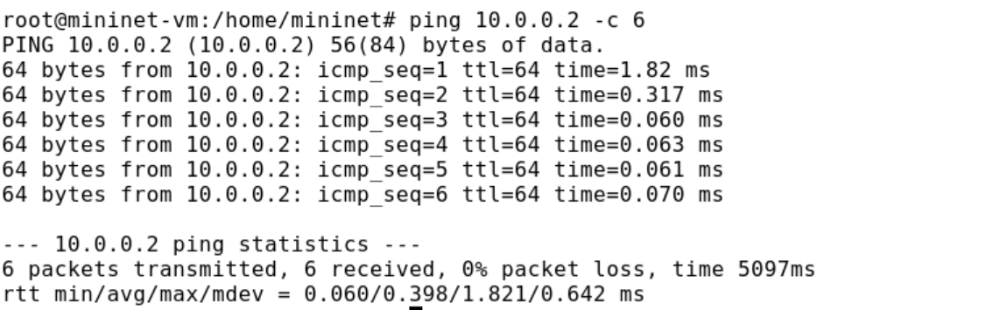 root@mininet-vm:/home/mininet# ping 10.0.0.2 -c 6
PING 10.0.0.2 (10.0.0.2) 56(84) bytes of data.
64 bytes from 10.0.0.2: icmp_seq=1 ttl=64 time=1.82 ms
64 bytes from 10.0.0.2: icmp_seq=2 ttl=64 time=0.317 ms
64 bytes from 10.0.0.2: icmp_seq=3 ttl=64 time=0.060 ms
64 bytes from 10.0.0.2: icmp_seq=4 ttl=64 time=0.063 ms
64 bytes from 10.0.0.2: icmp_seq=5 ttl=64 time=0.061 ms
64 bytes from 10.0.0.2: icmp_seq=6 ttl=64 time=0.070 ms
--- 10.0.0.2 ping statistics ---
6 packets transmitted, 6 received, 0% packet loss, time 5097ms
rtt min/avg/max/mdev = 0.060/0.398/1.821/0.642 ms